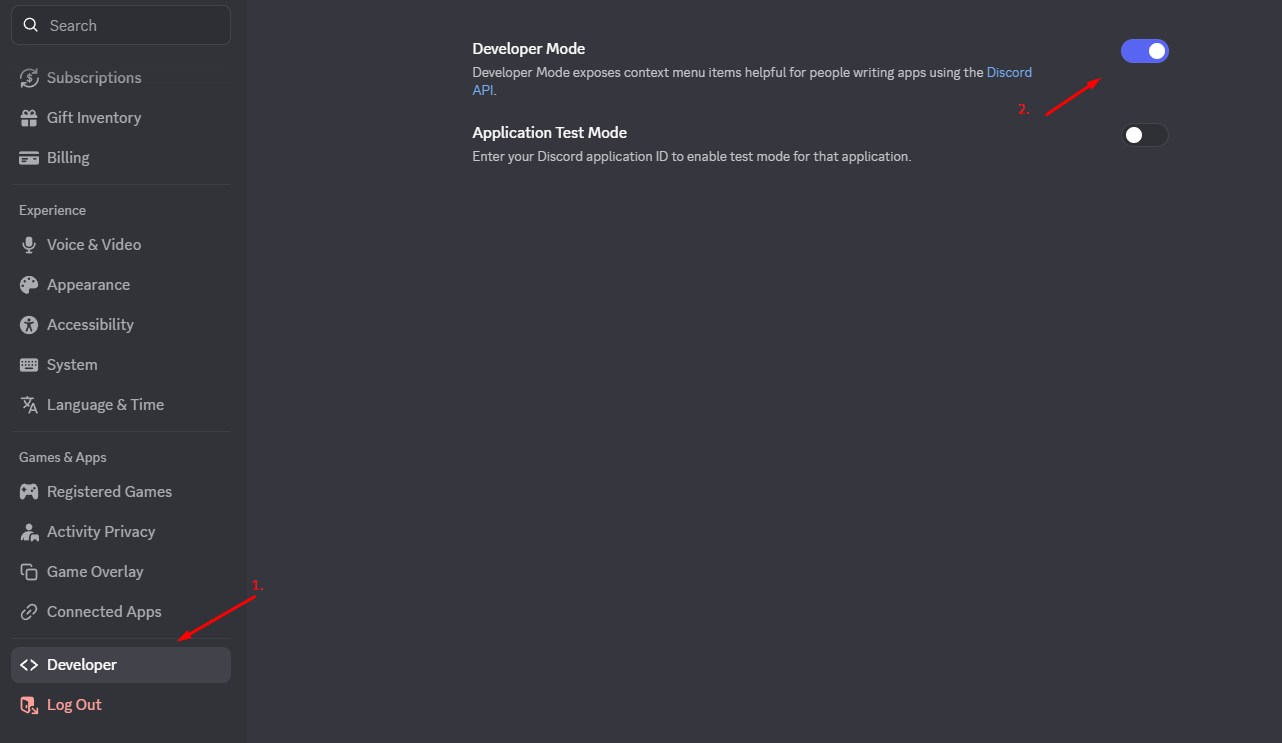 Search
Subscriptions
Gift Inventory
Billing
Experience
Voice & Video
Appearance
Accessibility
System
Language & Time
Games & Apps
Registered Games
Activity Privacy
Game Overlay
Connected Apps
1.
Developer
Log Out
Developer Mode
Developer Mode exposes context menu items helpful for people writing apps using the Discord
API.
2.
Application Test Mode
Enter your Discord application ID to enable test mode for that application.